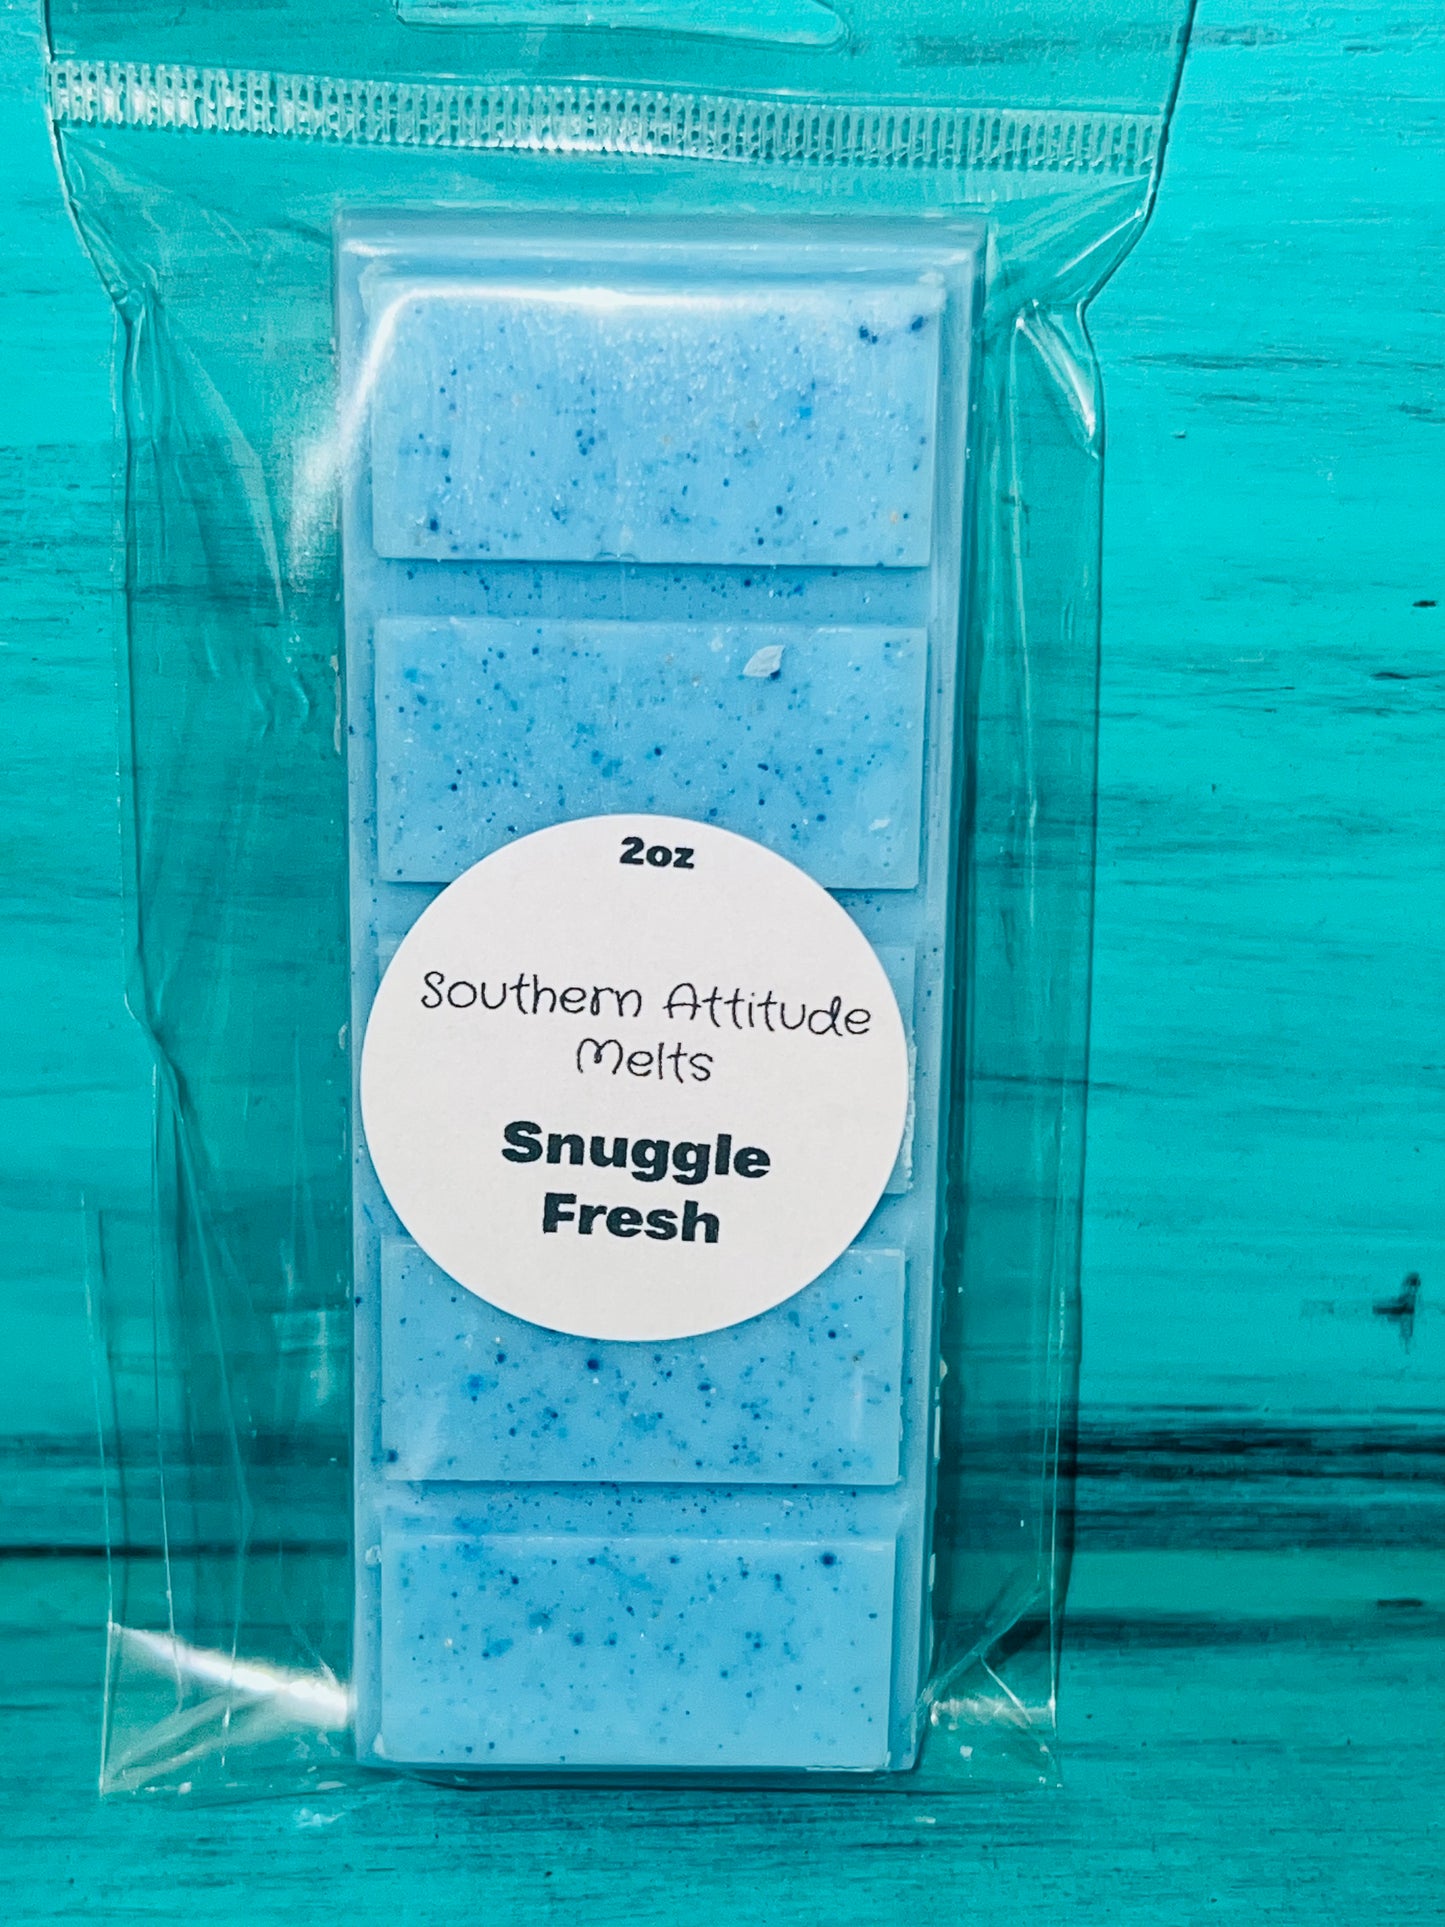 2oz
Southern Attitude
Melts
Snuggle
Fresh